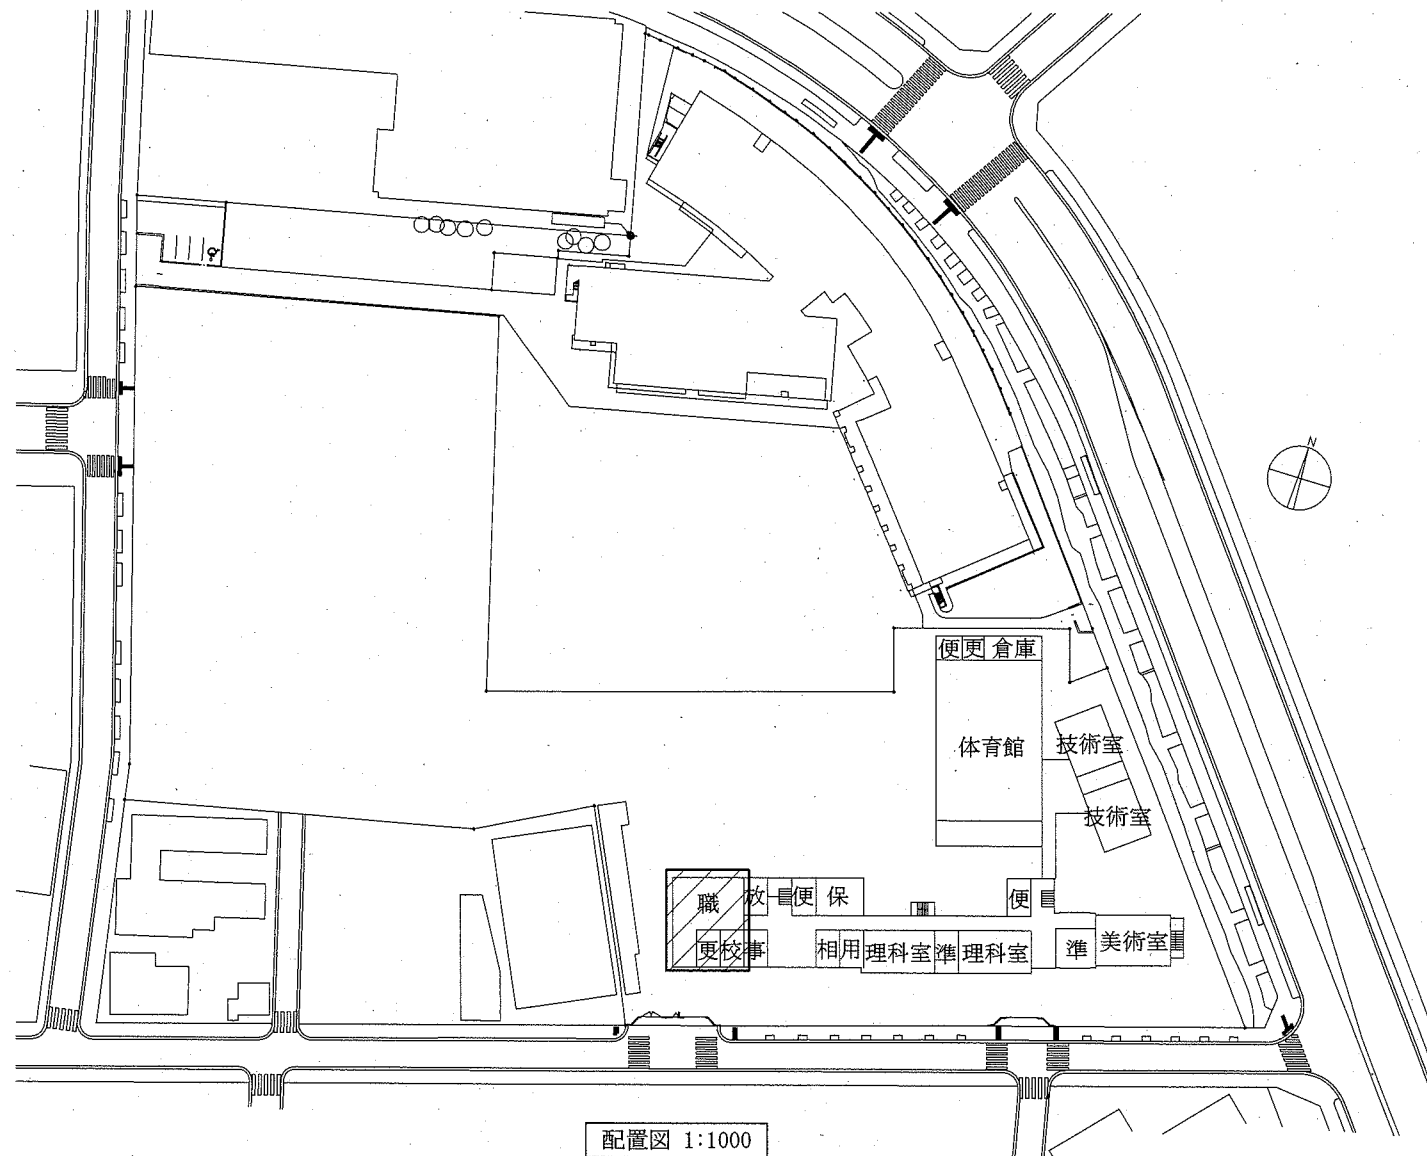 N
便 更 倉庫
体育館
技術室
技術室
職 放 便 保 便
更 校 事 相 用 理科室 準 理科室 準 美術室
配置図 1:1000